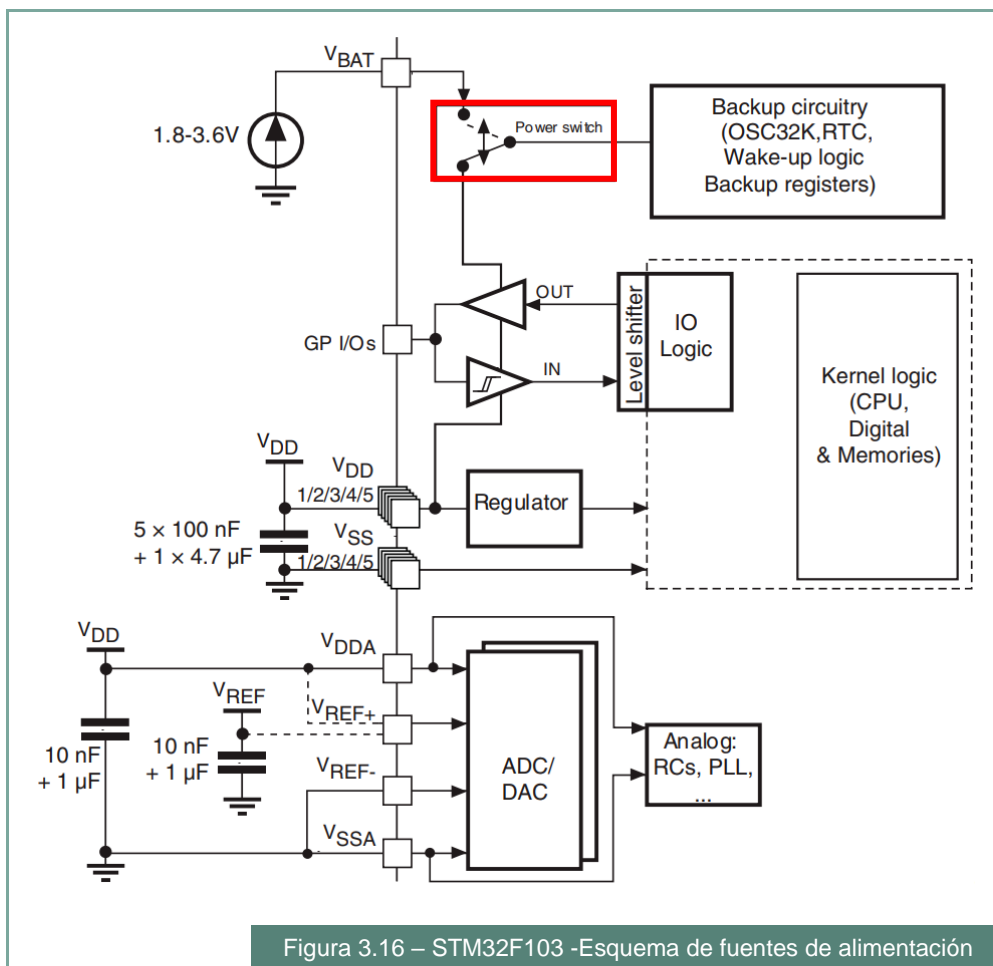 VBAT
1.8-3.6V
Power switch
Backup circuitry
(OSC32K,RTC,
Wake-up logic
Backup registers)
GP I/Os
OUT
IN
Level shifter
IO
Logic
Kernel logic
(CPU,
Digital
& Memories)
VDD
VDD
1/2/3/4/5
Regulator
5 × 100 nF
+ 1 × 4.7 µF
VSS
1/2/3/4/5
VDD
VDDA
VREF
VREF+
10 nF
+ 1 µF
10 nF
+ 1 µF
VREF-
VSSA
ADC/
DAC
Analog:
RCs, PLL,
...
Figura 3.16 – STM32F103 -Esquema de fuentes de alimentación